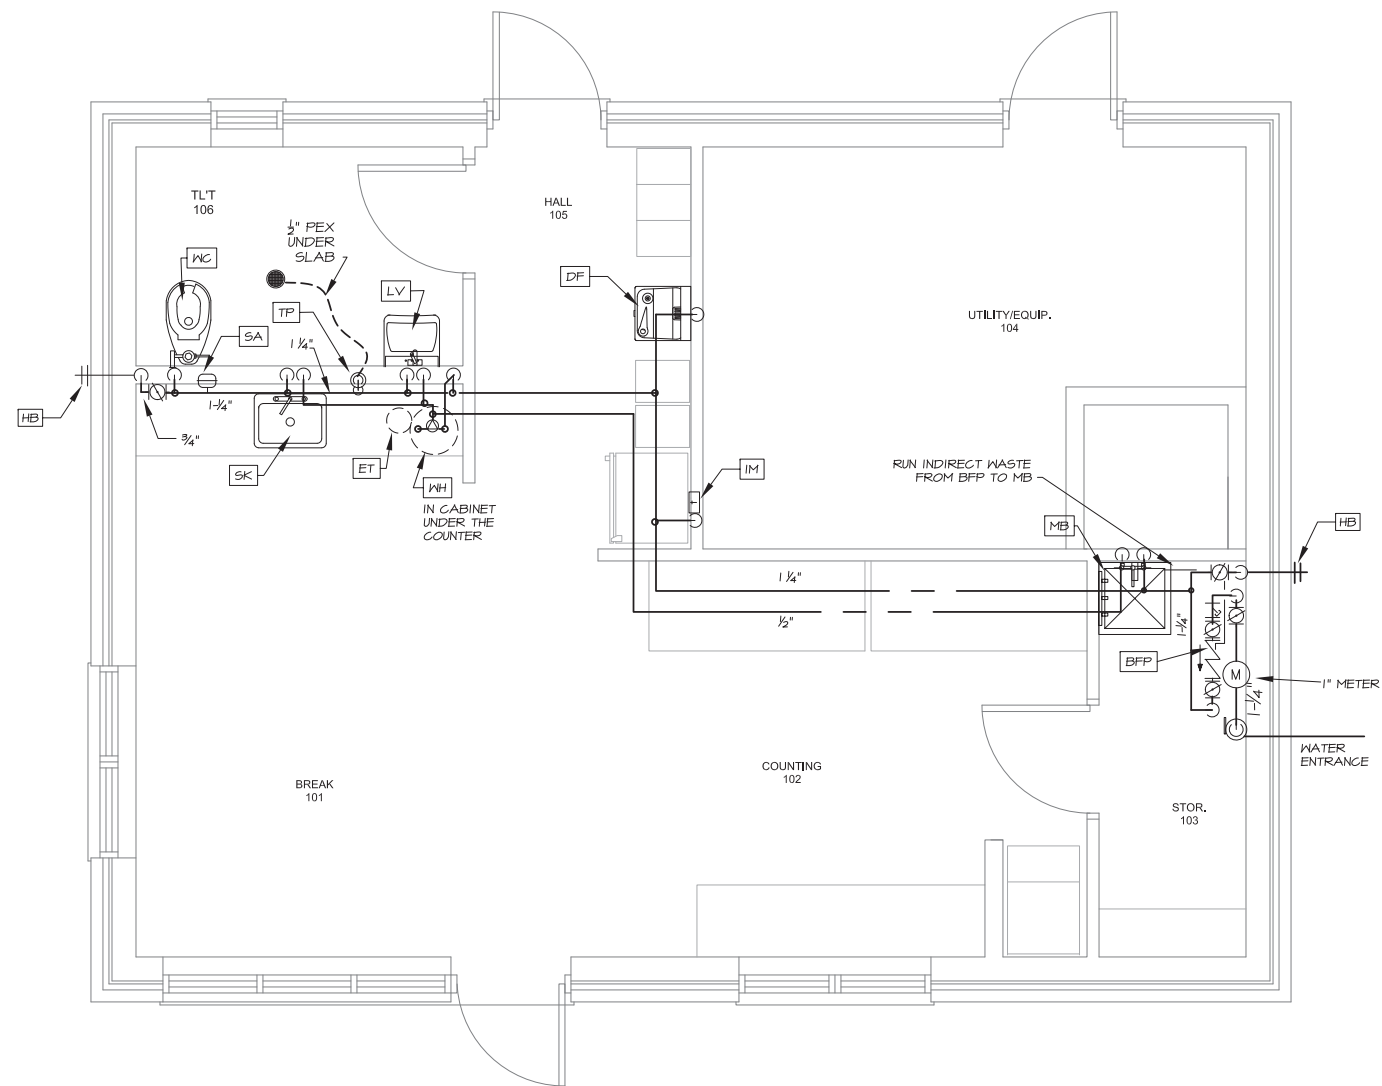 TL'T
106
HALL
105
1/2" PEX
UNDER
SLAB
WC
DF
LV
TP
SA
1 1/4"
UTILITY/EQUIP.
104
HB
1-1/4"
3/4"
SK
ET
WH
IN CABINET
UNDER THE
COUNTER
IM
RUN INDIRECT WASTE
FROM BFP TO MB
MB
HB
1 1/4"
1/2"
1-1/4"
BFP
M
1" METER
1-1/4"
WATER
ENTRANCE
BREAK
101
COUNTING
102
STOR.
103